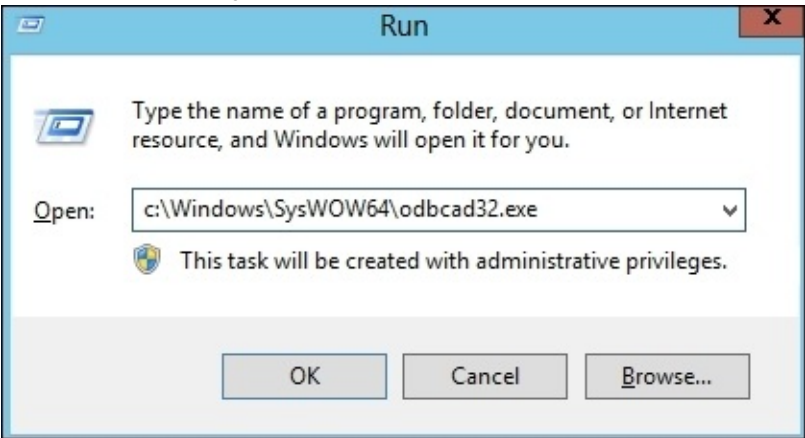 Run
X
Type the name of a program, folder, document, or Internet
resource, and Windows will open it for you.
Open:
c:\Windows\SysWOW64\odbcad32.exe
This task will be created with administrative privileges.
OK
Cancel
Browse...